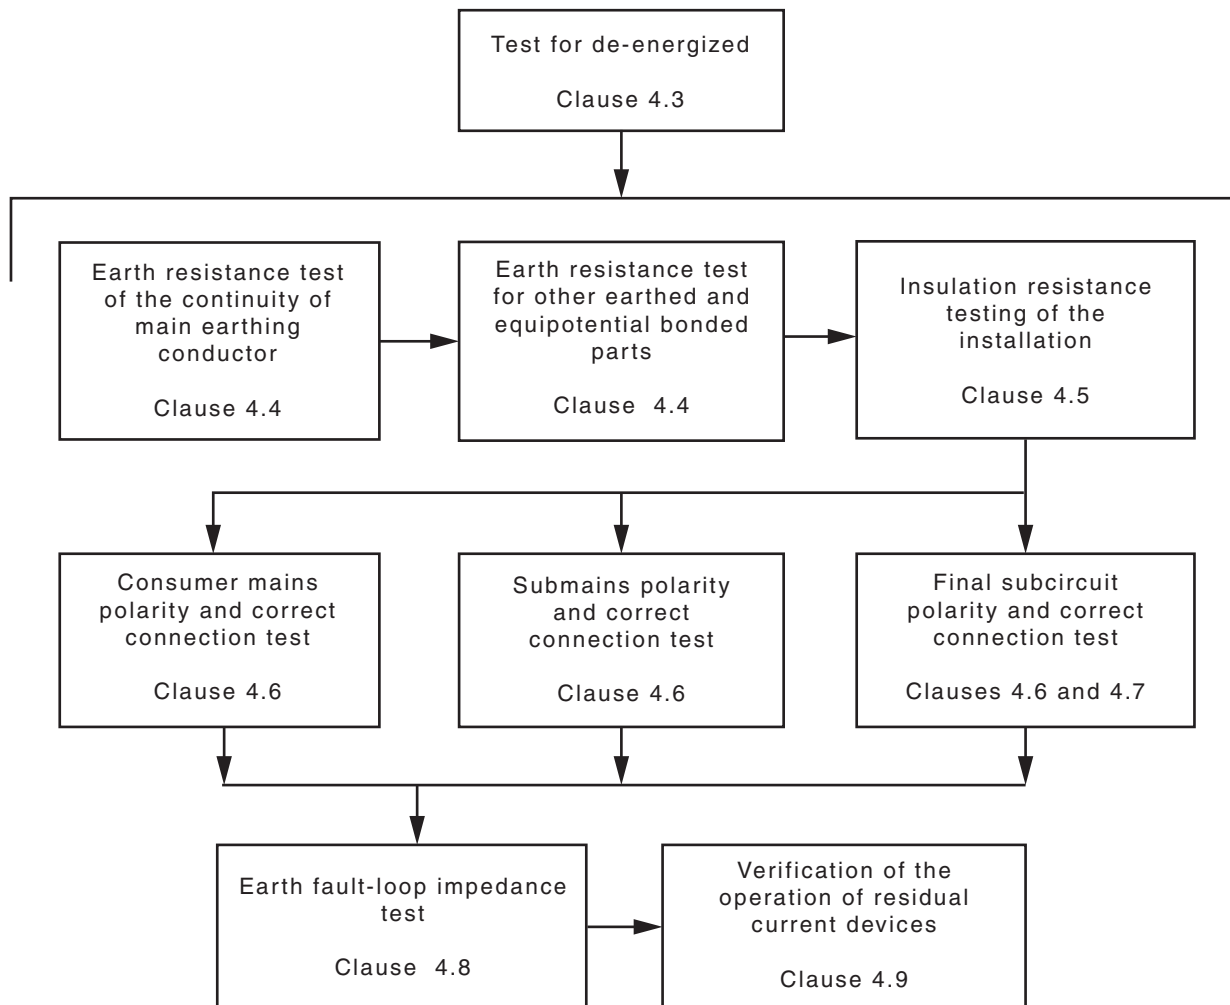 Test for de-energized
Clause 4.3
Earth resistance test
of the continuity of
main earthing
conductor
Clause 4.4
Earth resistance test
for other earthed and
equipotential bonded
parts
Clause 4.4
Insulation resistance
testing of the
installation
Clause 4.5
Consumer mains
polarity and correct
connection test
Clause 4.6
Submains polarity
and correct
connection test
Clause 4.6
Final subcircuit
polarity and correct
connection test
Clauses 4.6 and 4.7
Earth fault-loop impedance
test
Clause 4.8
Verification of the
operation of residual
current devices
Clause 4.9